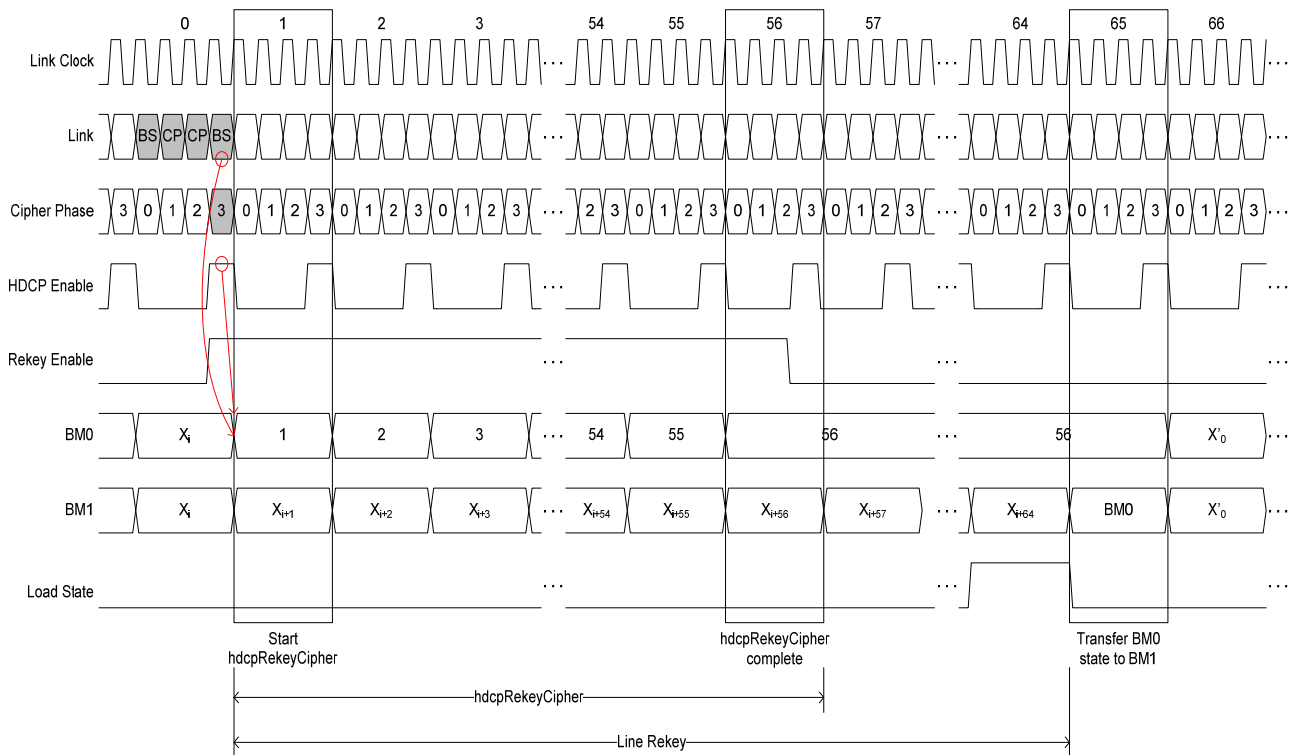 0 1 2 3 54 55 56 57 64 65 66
Link Clock ··· ··· ···
Link BS CP CP BS ··· ··· ···
Cipher Phase 3 0 1 2 3 0 1 2 3 0 1 2 3 0 1 2 3 ··· 2 3 0 1 2 3 0 1 2 3 0 1 2 3 ··· 0 1 2 3 0 1 2 3 0 1 2 3 ···
HDCP Enable ··· ··· ···
Rekey Enable ··· ··· ···
BM0 Xi 1 2 3 ··· 54 55 56 ··· 56 X'0 ···
BM1 Xi Xi+1 Xi+2 Xi+3 ··· Xi+54 Xi+55 Xi+56 Xi+57 ··· Xi+64 BM0 X'0 ···
Load State ··· ··· ···
Start
hdcpRekeyCipher
hdcpRekeyCipher
complete
Transfer BM0
state to BM1
hdcpRekeyCipher
Line Rekey